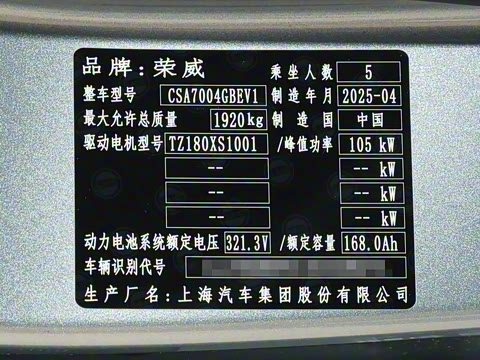 品牌：荣威 乘坐人数 5
整车型号 CSA7004GBEV1 制造年月 2025-04
最大允许总质量 1920kg 制造国 中国
驱动电机型号 TZ180XS1001 /峰值功率 105 kW
-- -- kW
-- -- kW
-- -- kW
动力电池系统额定电压 321.3V /额定容量 168.0Ah
车辆识别代号
生产厂名：上海汽车集团股份有限公司